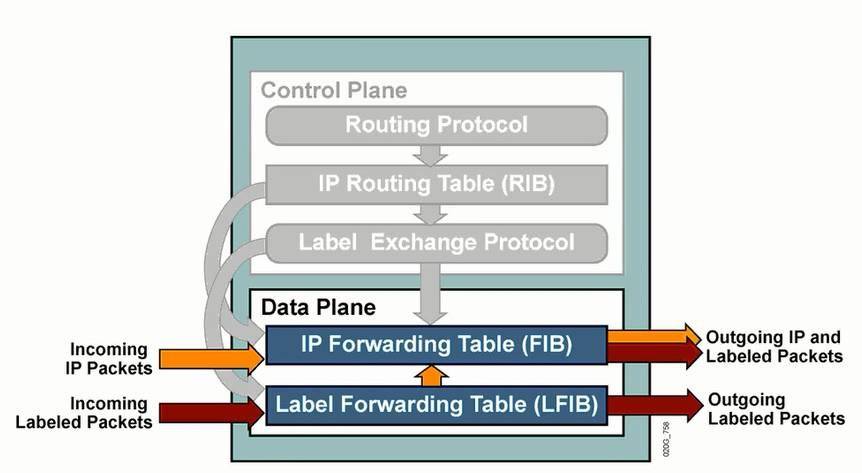 Control Plane
Routing Protocol
IP Routing Table (RIB)
Label Exchange Protocol
Data Plane
Incoming
IP Packets
IP Forwarding Table (FIB)
Outgoing IP and
Labeled Packets
Incoming
Labeled Packets
Label Forwarding Table (LFIB)
Outgoing
Labeled Packets
020G_758